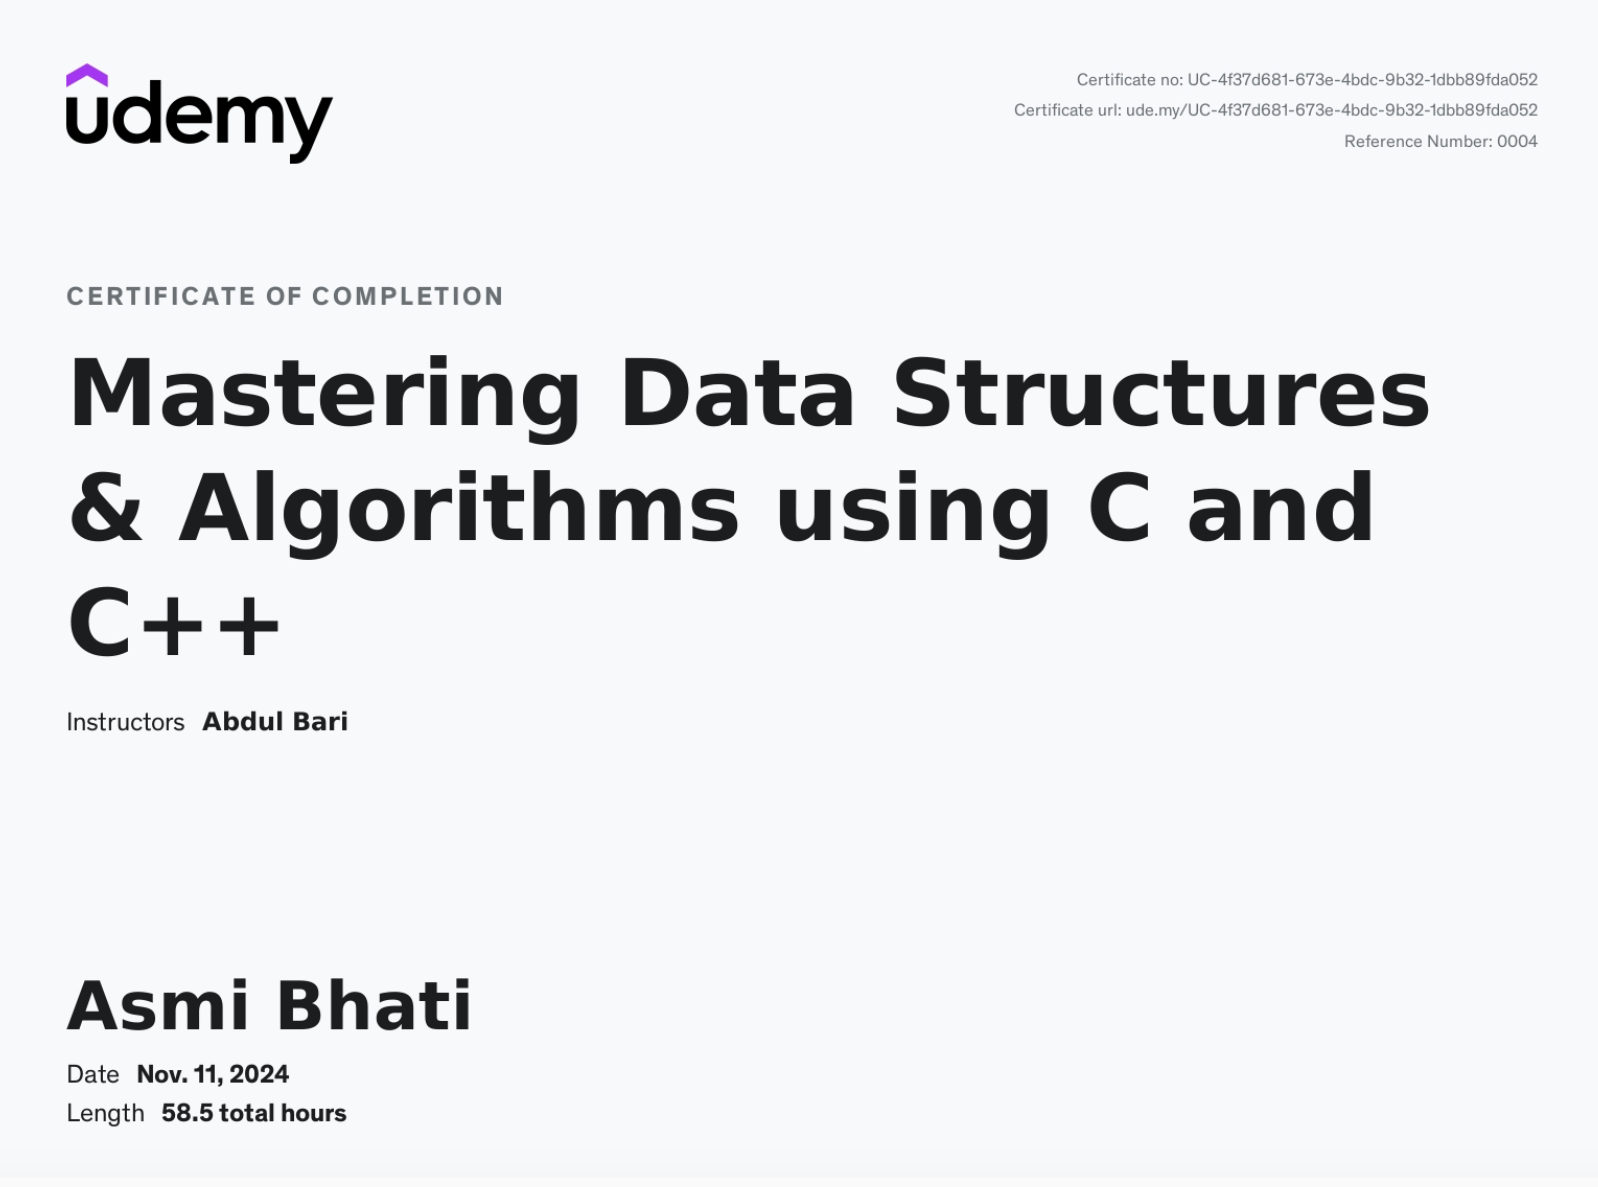 udemy
Certificate no: UC-4f37d681-673e-4bdc-9b32-1dbb89fda052
Certificate url: ude.my/UC-4f37d681-673e-4bdc-9b32-1dbb89fda052
Reference Number: 0004
CERTIFICATE OF COMPLETION
Mastering Data Structures
& Algorithms using C and
C++
Instructors Abdul Bari
Asmi Bhati
Date Nov. 11, 2024
Length 58.5 total hours